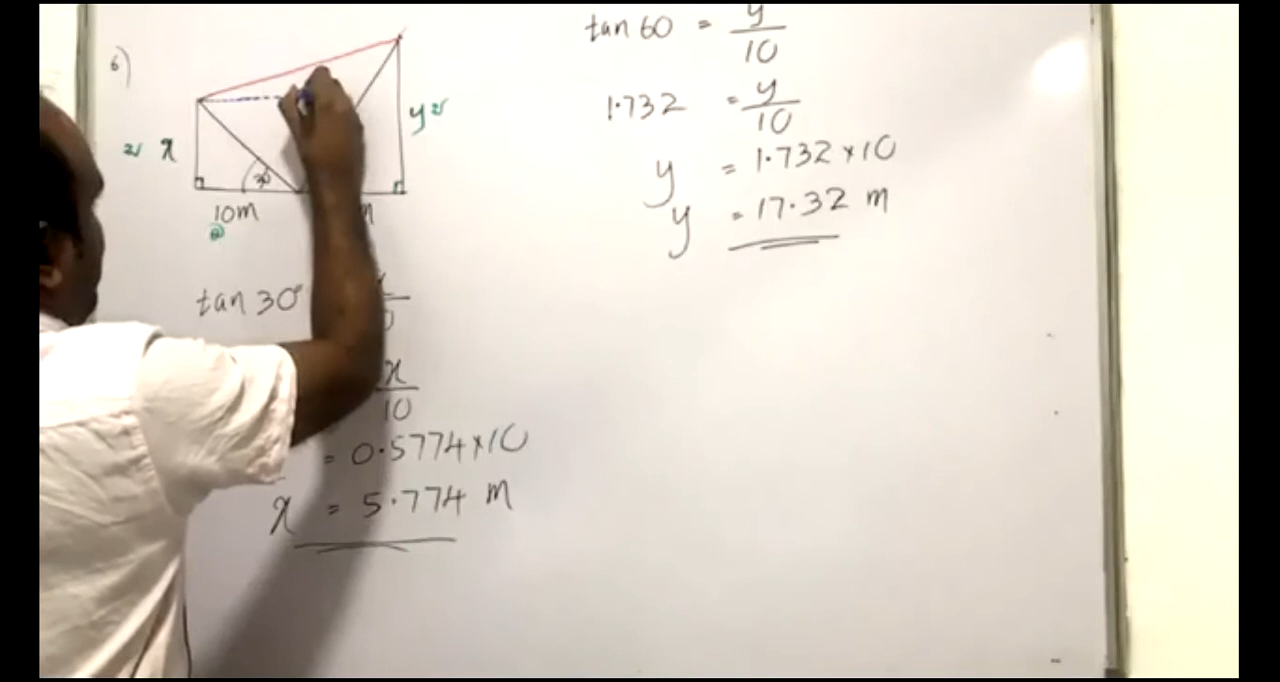 6)
x
y
30
10m
m
tan 30°
x
10
= 0.5774 × 10
x = 5.774 m
tan 60 = y
10
1.732 = y
10
y = 1.732 × 10
y = 17.32 m